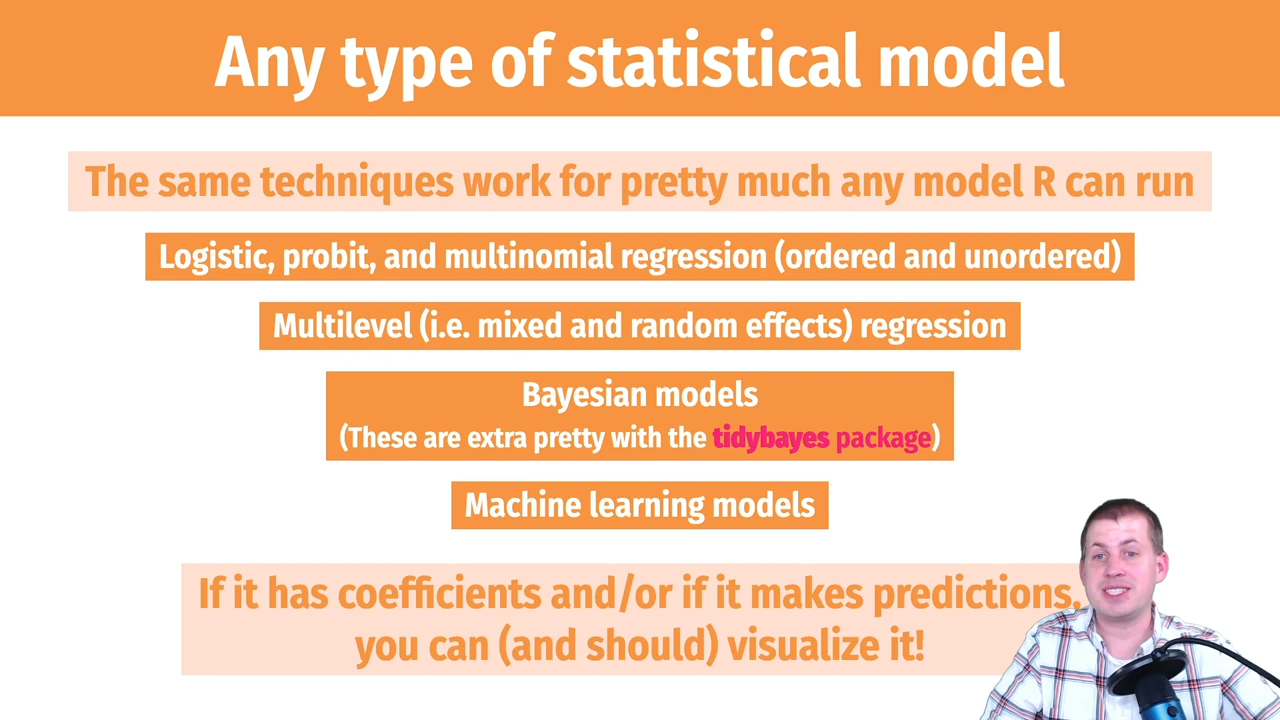 Any type of statistical model
The same techniques work for pretty much any model R can run
Logistic, probit, and multinomial regression (ordered and unordered)
Multilevel (i.e. mixed and random effects) regression
Bayesian models
(These are extra pretty with the tidybayes package)
Machine learning models
If it has coefficients and/or if it makes predictions,
you can (and should) visualize it!